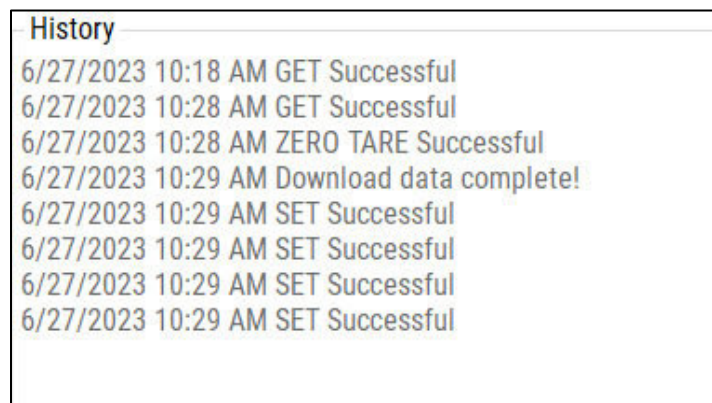 History
6/27/2023 10:18 AM GET Successful
6/27/2023 10:28 AM GET Successful
6/27/2023 10:28 AM ZERO TARE Successful
6/27/2023 10:29 AM Download data complete!
6/27/2023 10:29 AM SET Successful
6/27/2023 10:29 AM SET Successful
6/27/2023 10:29 AM SET Successful
6/27/2023 10:29 AM SET Successful